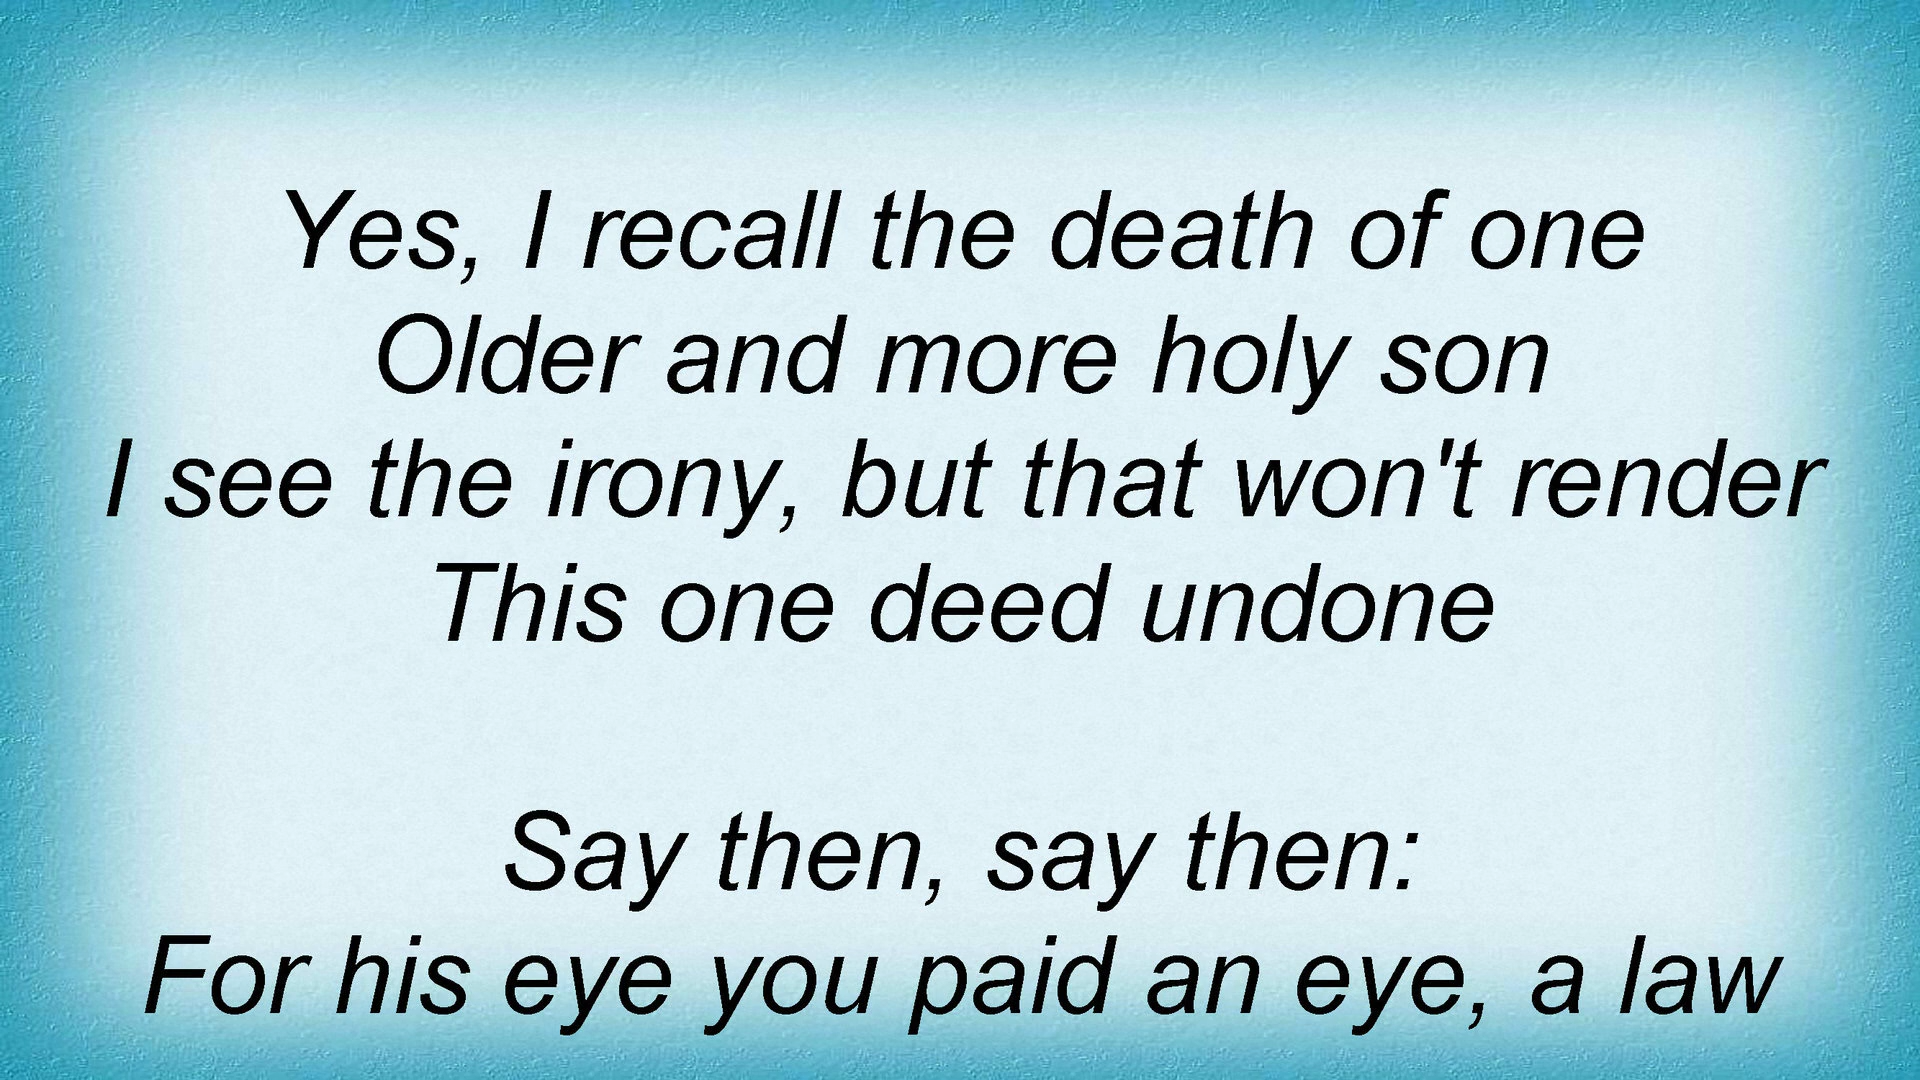 Yes, I recall the death of one
Older and more holy son
I see the irony, but that won't render
This one deed undone
Say then, say then:
For his eye you paid an eye, a law